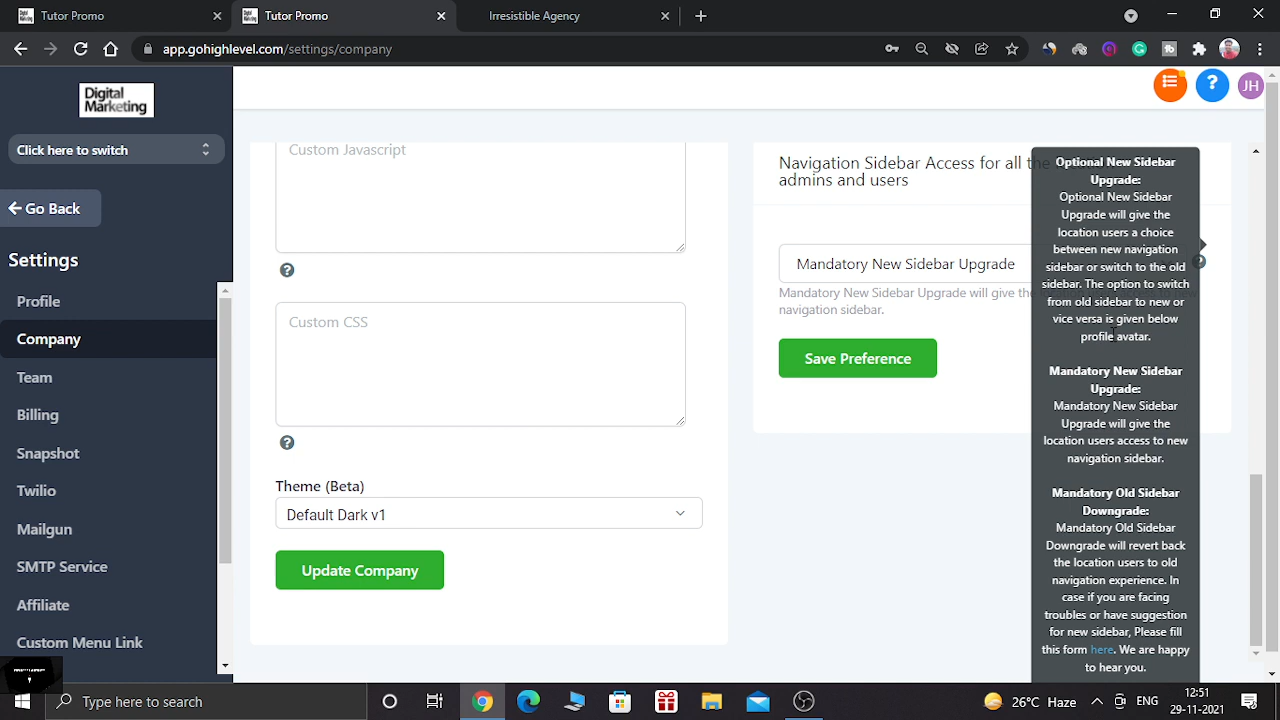 Tutor Promo
Tutor Promo
Irresistible Agency
app.gohighlevel.com/settings/company
Digital
Marketing
JH
Click here to switch
Go Back
Settings
Profile
Company
Team
Billing
Snapshot
Twilio
Mailgun
SMTP Service
Affiliate
Custom Menu Link
Custom Javascript
Custom CSS
Theme (Beta)
Default Dark v1
Update Company
Navigation Sidebar Access for all the
admins and users
Mandatory New Sidebar Upgrade
Mandatory New Sidebar Upgrade will give the
navigation sidebar.
Save Preference
Optional New Sidebar
Upgrade:
Optional New Sidebar
Upgrade will give the
location users a choice
between new navigation
sidebar or switch to the old
sidebar. The option to switch
from old sidebar to new or
vice versa is given below
profile avatar.
Mandatory New Sidebar
Upgrade:
Mandatory New Sidebar
Upgrade will give the
location users access to new
navigation sidebar.
Mandatory Old Sidebar
Downgrade:
Mandatory Old Sidebar
Downgrade will revert back
the location users to old
navigation experience. In
case if you are facing
troubles or have suggestion
for new sidebar, Please fill
this form here. We are happy
to hear you.
Type here to search
26°C Haze
ENG
12:51
29-11-2021